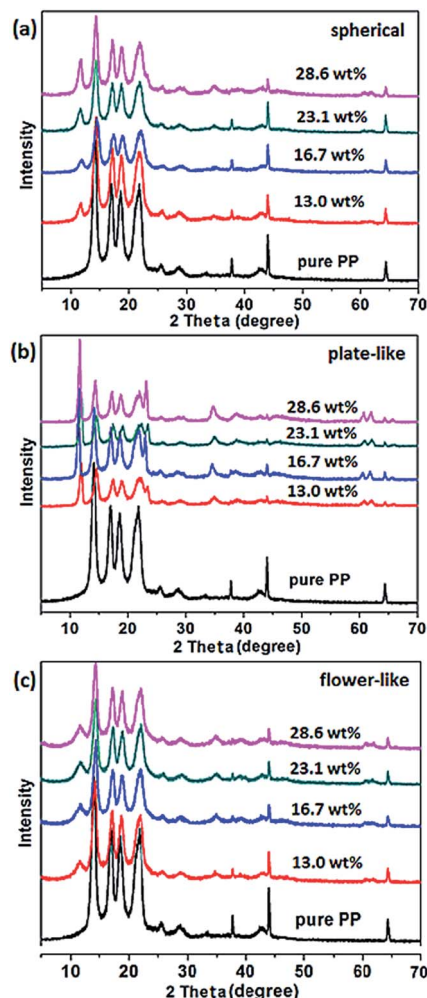 (a)
spherical
28.6 wt%
23.1 wt%
16.7 wt%
13.0 wt%
pure PP
Intensity
10 20 30 40 50 60 70
2 Theta (degree)
(b)
plate-like
28.6 wt%
23.1 wt%
16.7 wt%
13.0 wt%
pure PP
Intensity
10 20 30 40 50 60 70
2 Theta (degree)
(c)
flower-like
28.6 wt%
23.1 wt%
16.7 wt%
13.0 wt%
pure PP
Intensity
10 20 30 40 50 60 70
2 Theta (degree)